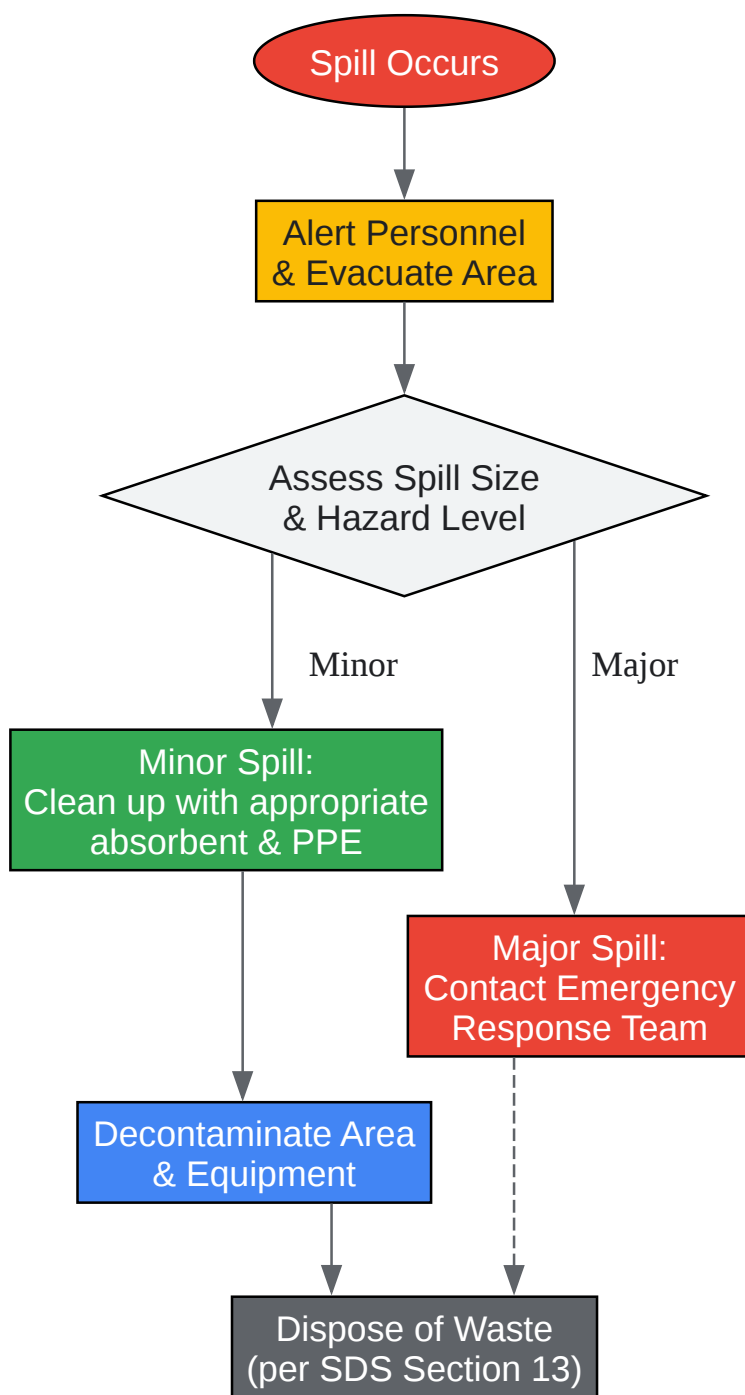 Spill Occurs
Alert Personnel
& Evacuate Area
Assess Spill Size
& Hazard Level
Minor
Major
Minor Spill:
Clean up with appropriate
absorbent & PPE
Major Spill:
Contact Emergency
Response Team
Decontaminate Area
& Equipment
Dispose of Waste
(per SDS Section 13)